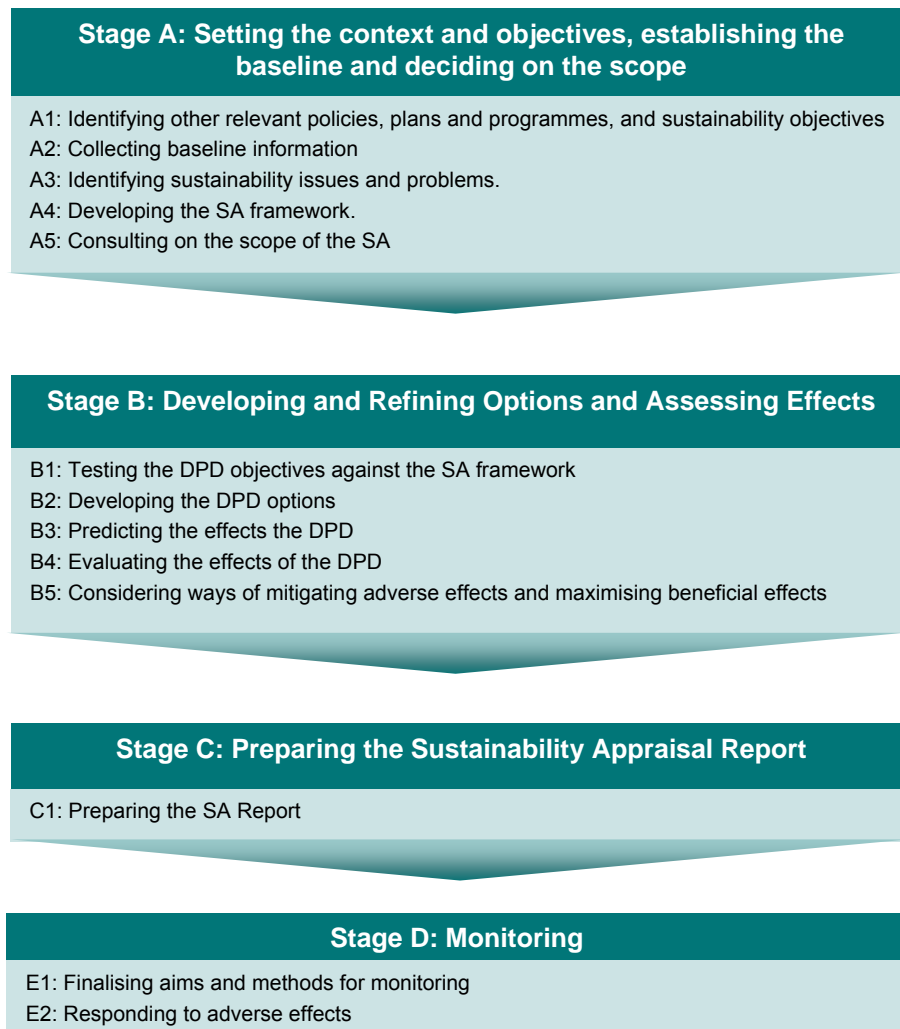 Stage A: Setting the context and objectives, establishing the
baseline and deciding on the scope
A1: Identifying other relevant policies, plans and programmes, and sustainability objectives
A2: Collecting baseline information
A3: Identifying sustainability issues and problems.
A4: Developing the SA framework.
A5: Consulting on the scope of the SA
Stage B: Developing and Refining Options and Assessing Effects
B1: Testing the DPD objectives against the SA framework
B2: Developing the DPD options
B3: Predicting the effects the DPD
B4: Evaluating the effects of the DPD
B5: Considering ways of mitigating adverse effects and maximising beneficial effects
Stage C: Preparing the Sustainability Appraisal Report
C1: Preparing the SA Report
Stage D: Monitoring
E1: Finalising aims and methods for monitoring
E2: Responding to adverse effects